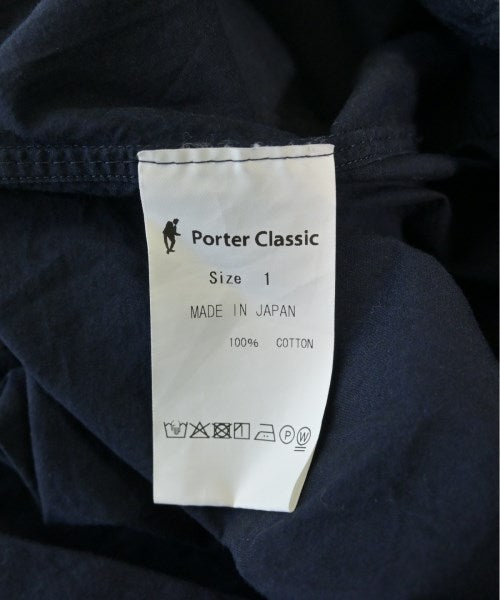 Porter Classic
Size 1
MADE IN JAPAN
100% COTTON
P W